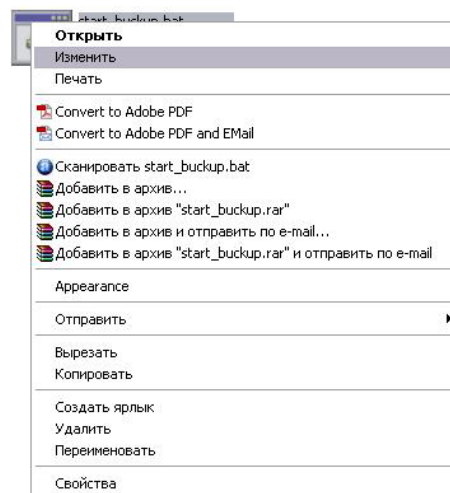 start_buckup.bat
Открыть
Изменить
Печать
Convert to Adobe PDF
Convert to Adobe PDF and EMail
Сканировать start_buckup.bat
Добавить в архив...
Добавить в архив "start_buckup.rar"
Добавить в архив и отправить по e-mail...
Добавить в архив "start_buckup.rar" и отправить по e-mail
Appearance
Отправить
Вырезать
Копировать
Создать ярлык
Удалить
Переименовать
Свойства